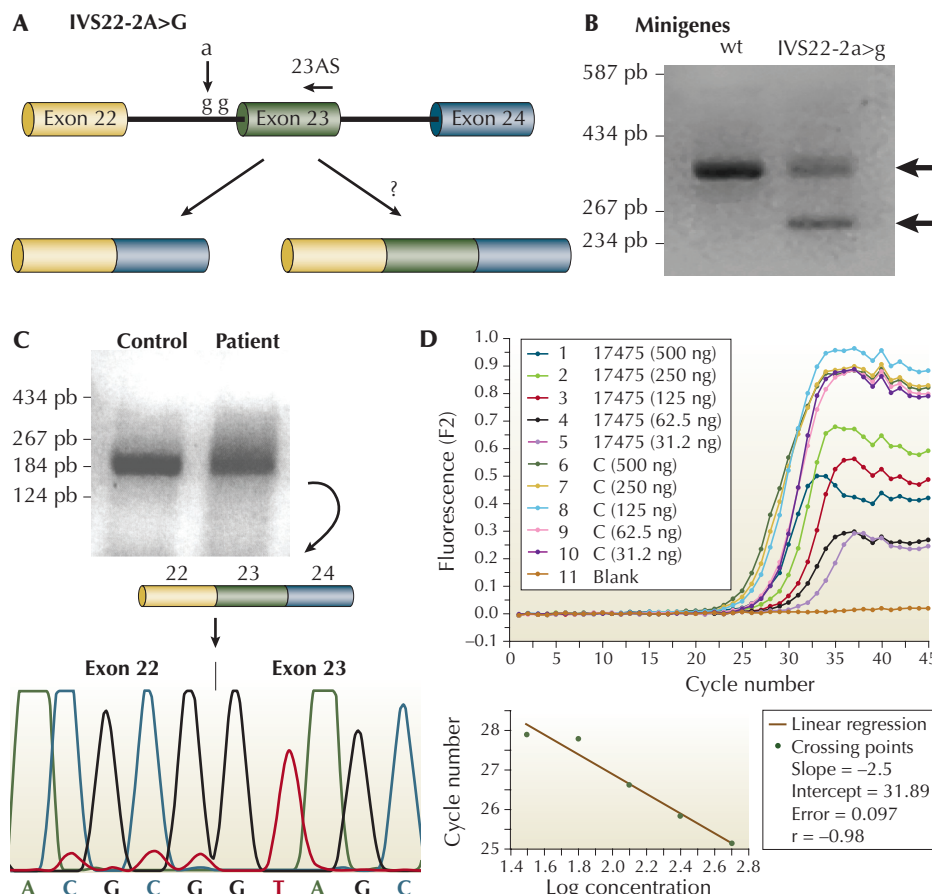 A IVS22-2A>G
a
23AS
g g
Exon 22
Exon 23
Exon 24
?
B Minigenes
wt IVS22-2a>g
587 pb
434 pb
267 pb
234 pb
C Control Patient
434 pb
267 pb
184 pb
124 pb
22 23 24
Exon 22 Exon 23
A C G C G G T A G C
D
Fluorescence (F2)
1.0
0.9
0.8
0.7
0.6
0.5
0.4
0.3
0.2
0.1
0.0
–0.1
1 17475 (500 ng)
2 17475 (250 ng)
3 17475 (125 ng)
4 17475 (62.5 ng)
5 17475 (31.2 ng)
6 C (500 ng)
7 C (250 ng)
8 C (125 ng)
9 C (62.5 ng)
10 C (31.2 ng)
11 Blank
0 5 10 15 20 25 30 35 40 45
Cycle number
Cycle number
28
27
26
25
1.4 1.6 1.8 2.0 2.2 2.4 2.6 2.8
Log concentration
Linear regression
Crossing points
Slope = –2.5
Intercept = 31.89
Error = 0.097
r = –0.98